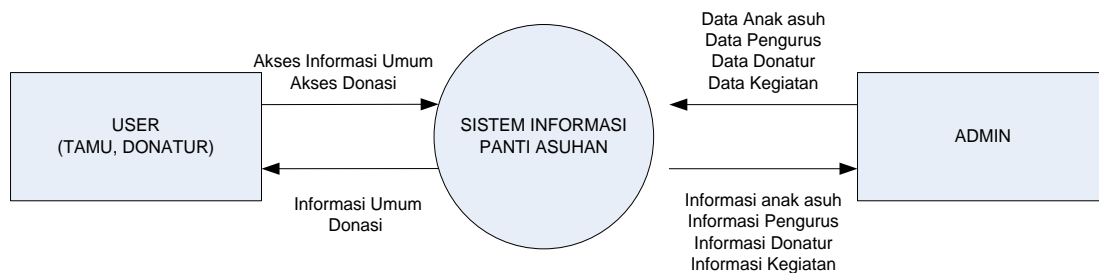 Akses Informasi Umum
Akses Donasi
USER
(TAMU, DONATUR)
Informasi Umum
Donasi
SISTEM INFORMASI
PANTI ASUHAN
Data Anak asuh
Data Pengurus
Data Donatur
Data Kegiatan
ADMIN
Informasi anak asuh
Informasi Pengurus
Informasi Donatur
Informasi Kegiatan